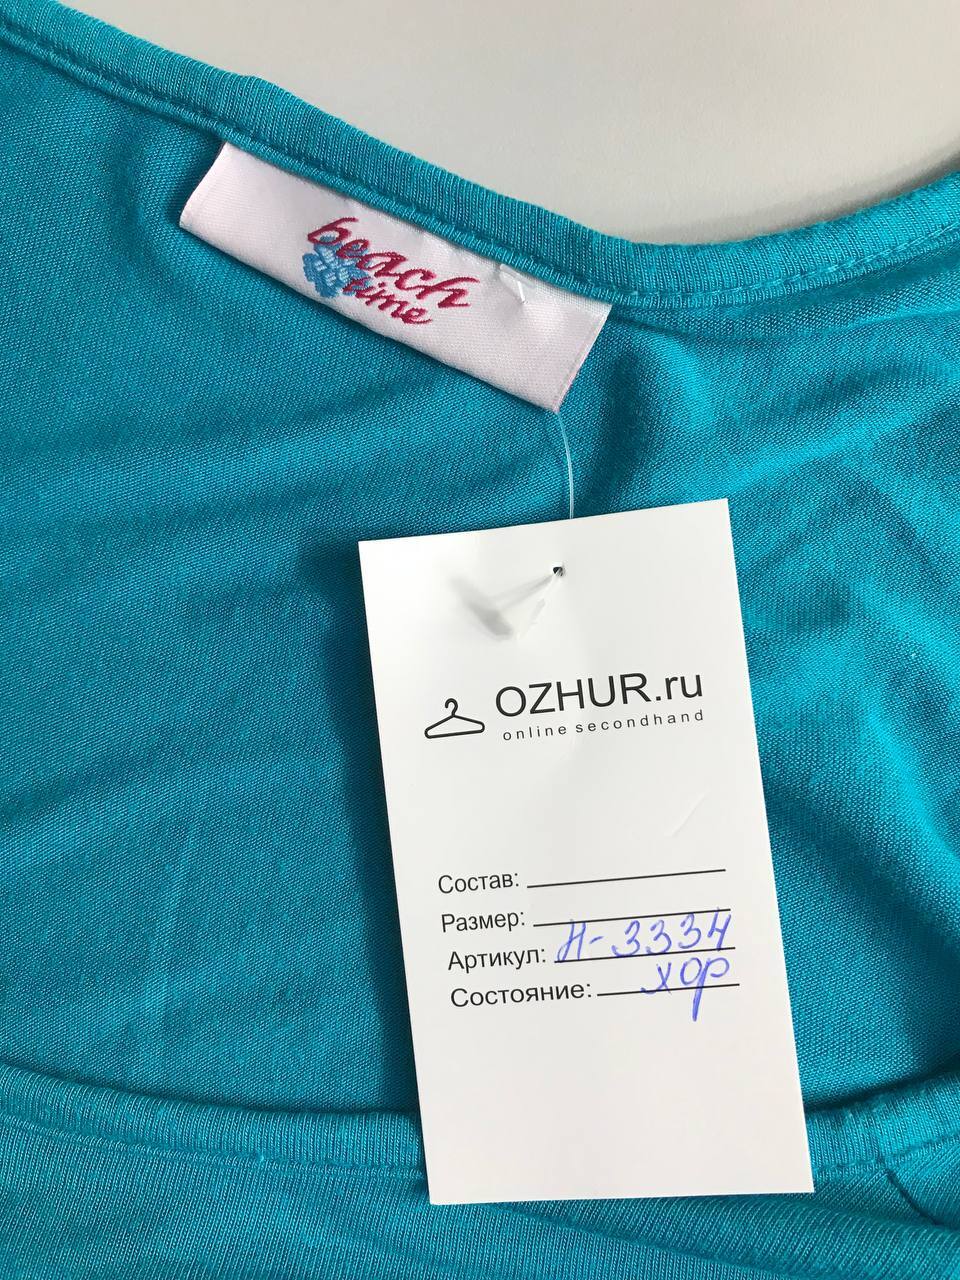 beach
time
OZHUR.ru
online secondhand
Состав:
Размер:
Артикул: Н-3334
Состояние: хор